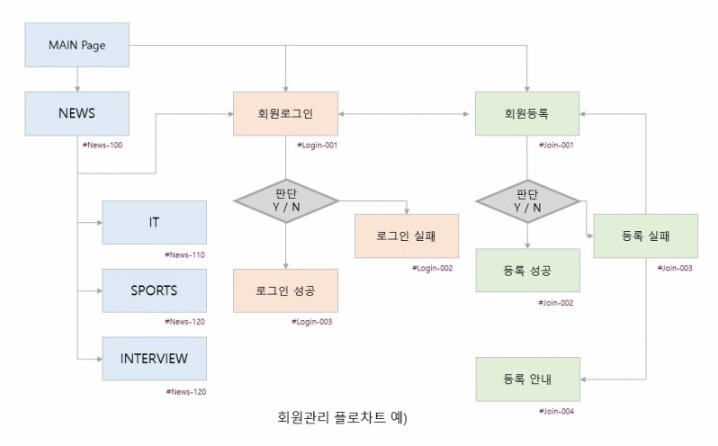 MAIN Page
NEWS
#News-100
회원로그인
#Login-001
회원등록
#Join-001
판단
Y / N
판단
Y / N
IT
#News-110
로그인 실패
#Login-002
등록 실패
#Join-003
SPORTS
#News-120
로그인 성공
#Login-003
등록 성공
#Join-002
INTERVIEW
#News-120
등록 안내
#Join-004
회원관리 플로차트 예)